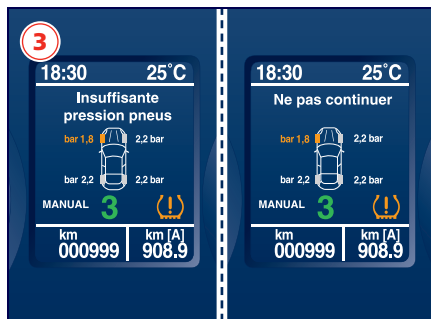 3
18:30 25°C
Insuffisante
pression pneus
bar 1,8 2,2 bar
bar 2,2 2,2 bar
MANUAL 3 (!)
km km [A]
000999 908.9
18:30 25°C
Ne pas continuer
bar 1,8 2,2 bar
bar 2,2 2,2 bar
MANUAL 3 (!)
km km [A]
000999 908.9